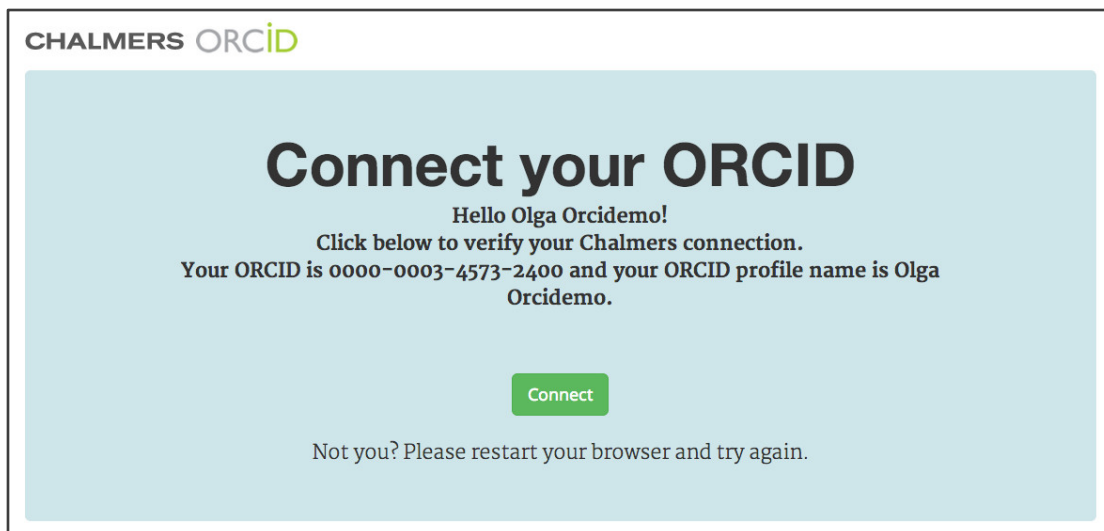 CHALMERS ORCiD
Connect your ORCID
Hello Olga Orcidemo!
Click below to verify your Chalmers connection.
Your ORCID is 0000-0003-4573-2400 and your ORCID profile name is Olga
Orcidemo.
Connect
Not you? Please restart your browser and try again.